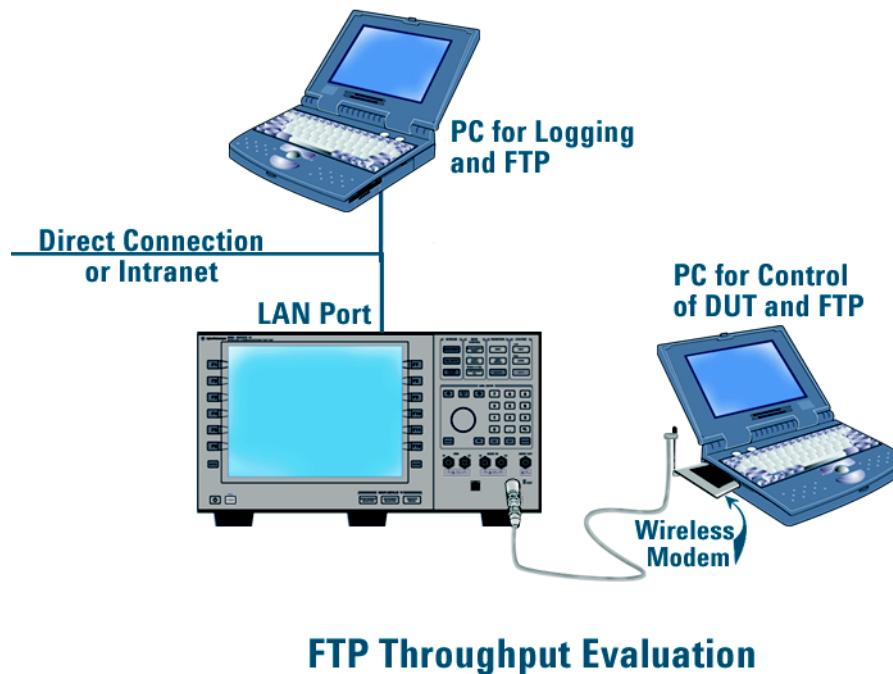 PC for Logging
and FTP
Direct Connection
or Intranet
LAN Port
PC for Control
of DUT and FTP
Wireless
Modem
FTP Throughput Evaluation